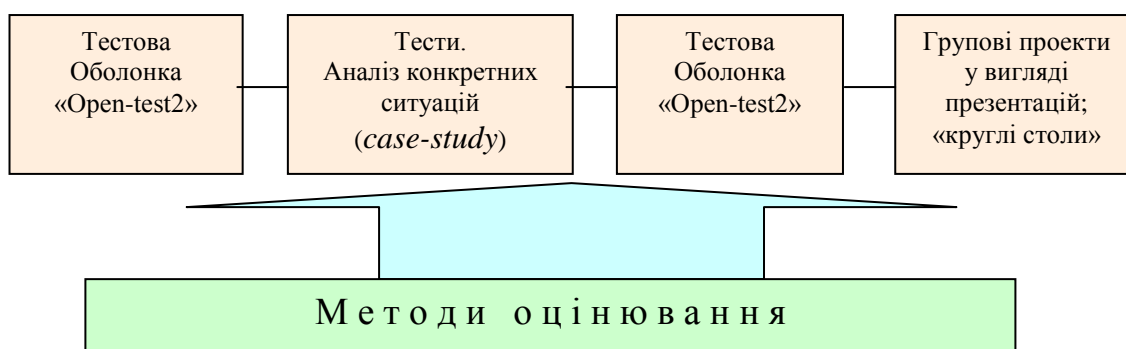 Тестова
Оболонка
«Open-test2»
Тести.
Аналіз конкретних
ситуацій
(case-study)
Тестова
Оболонка
«Open-test2»
Групові проекти
у вигляді
презентацій;
«круглі столи»
Методи оцінювання